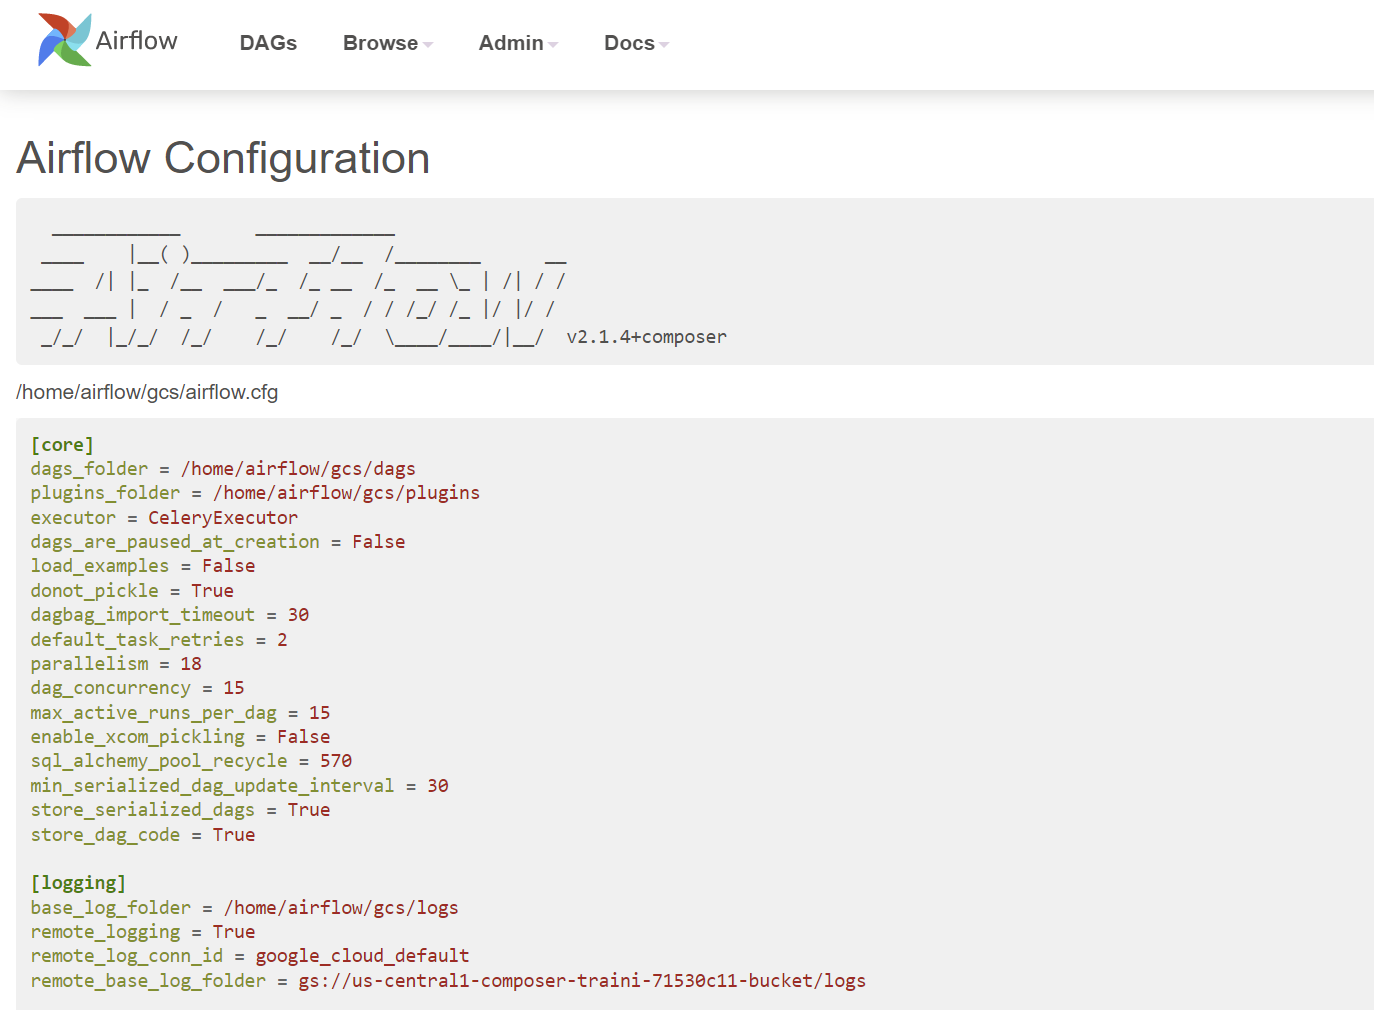 Airflow DAGs Browse Admin Docs
Airflow Configuration
  ____________       _____________
 ____    |__( )_________  __/__  /________      __
____  /| |_  /__  ___/_  /_ __  /_  __ \_ | /| / /
___  ___ |  / _  /   _  __/ _  / / /_/ /_ |/ |/ /
 _/_/  |_/_/  /_/    /_/    /_/  \____/____/|__/  v2.1.4+composer
/home/airflow/gcs/airflow.cfg
[core]
dags_folder = /home/airflow/gcs/dags
plugins_folder = /home/airflow/gcs/plugins
executor = CeleryExecutor
dags_are_paused_at_creation = False
load_examples = False
donot_pickle = True
dagbag_import_timeout = 30
default_task_retries = 2
parallelism = 18
dag_concurrency = 15
max_active_runs_per_dag = 15
enable_xcom_pickling = False
sql_alchemy_pool_recycle = 570
min_serialized_dag_update_interval = 30
store_serialized_dags = True
store_dag_code = True
[logging]
base_log_folder = /home/airflow/gcs/logs
remote_logging = True
remote_log_conn_id = google_cloud_default
remote_base_log_folder = gs://us-central1-composer-traini-71530c11-bucket/logs